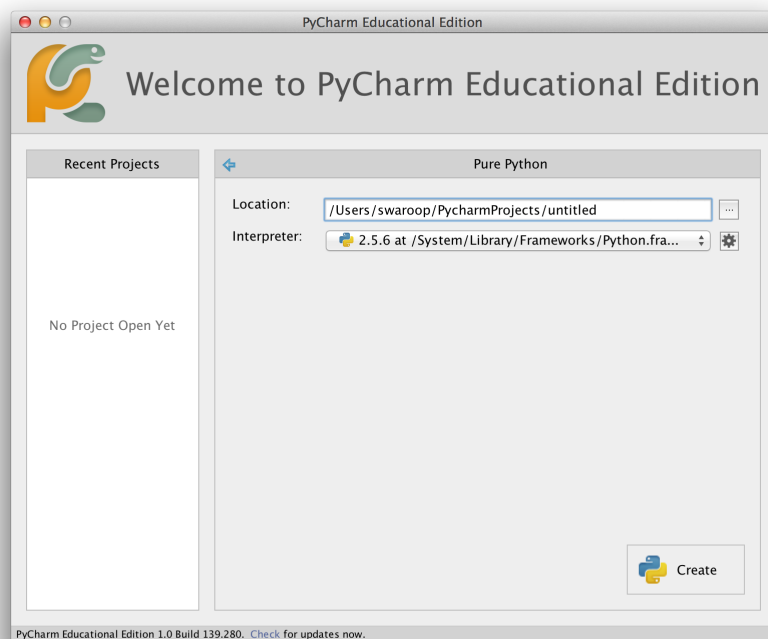 PyCharm Educational Edition
Welcome to PyCharm Educational Edition
Recent Projects
Pure Python
Location:
/Users/swaroop/PycharmProjects/untitled
...
Interpreter:
2.5.6 at /System/Library/Frameworks/Python.fra...
No Project Open Yet
Create
PyCharm Educational Edition 1.0 Build 139.280. Check for updates now.